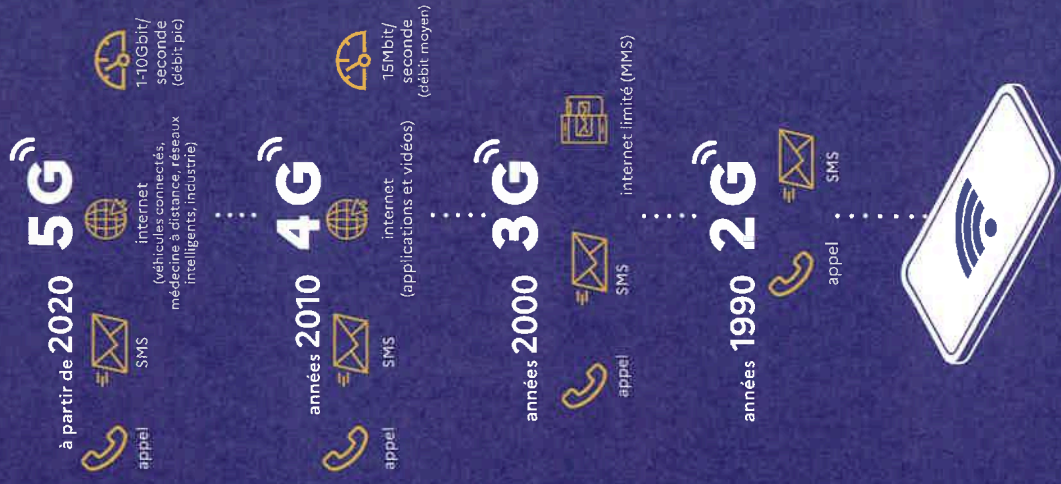 à partir de 2020 5G
appel
SMS
internet
(véhicules connectés,
médecine à distance, réseaux
intelligents, industrie)
1-10Gbit/
seconde
(débit pic)
années 2010 4G
appel
SMS
internet
(applications et vidéos)
15Mbit/
seconde
(débit moyen)
années 2000 3G
appel
SMS
internet limité (MMS)
années 1990 2G
appel
SMS